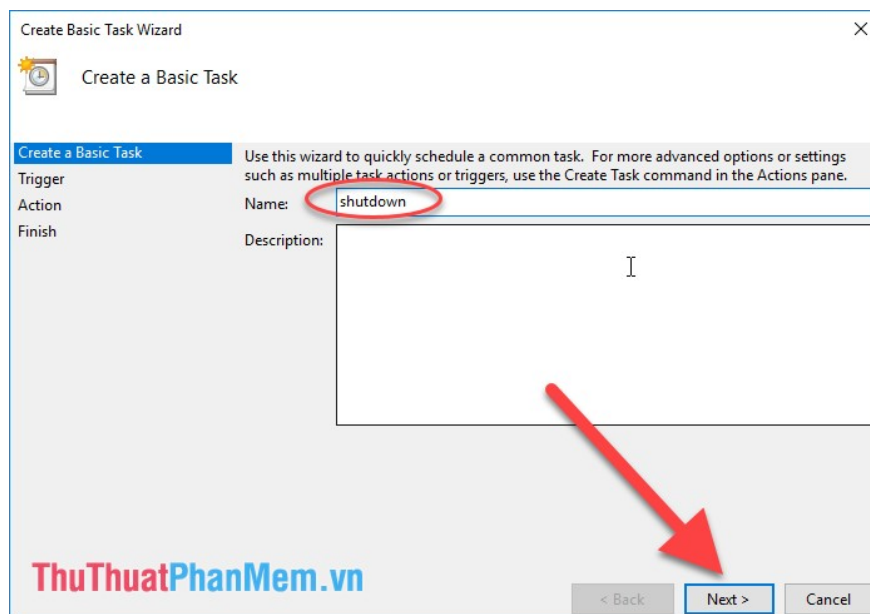 Create Basic Task Wizard
Create a Basic Task
Create a Basic Task
Trigger
Action
Finish
Use this wizard to quickly schedule a common task. For more advanced options or settings
such as multiple task actions or triggers, use the Create Task command in the Actions pane.
Name: shutdown
Description:
ThuThuatPhanMem.vn
< Back Next > Cancel